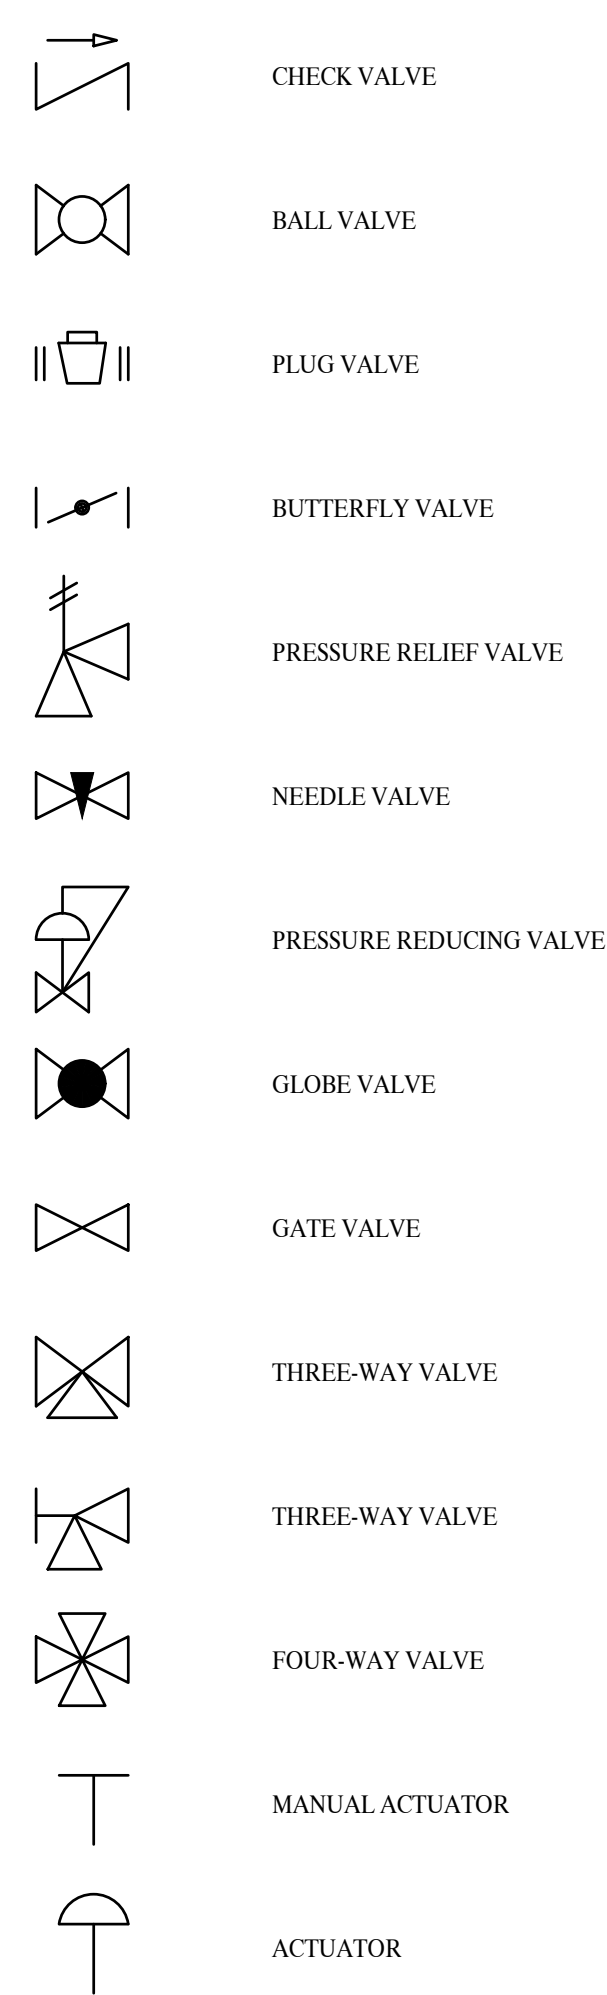 CHECK VALVE
BALL VALVE
PLUG VALVE
BUTTERFLY VALVE
PRESSURE RELIEF VALVE
NEEDLE VALVE
PRESSURE REDUCING VALVE
GLOBE VALVE
GATE VALVE
THREE-WAY VALVE
THREE-WAY VALVE
FOUR-WAY VALVE
MANUAL ACTUATOR
ACTUATOR